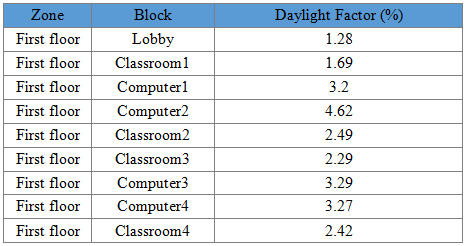 Zone Block Daylight Factor (%)
First floor Lobby 1.28
First floor Classroom1 1.69
First floor Computer1 3.2
First floor Computer2 4.62
First floor Classroom2 2.49
First floor Classroom3 2.29
First floor Computer3 3.29
First floor Computer4 3.27
First floor Classroom4 2.42